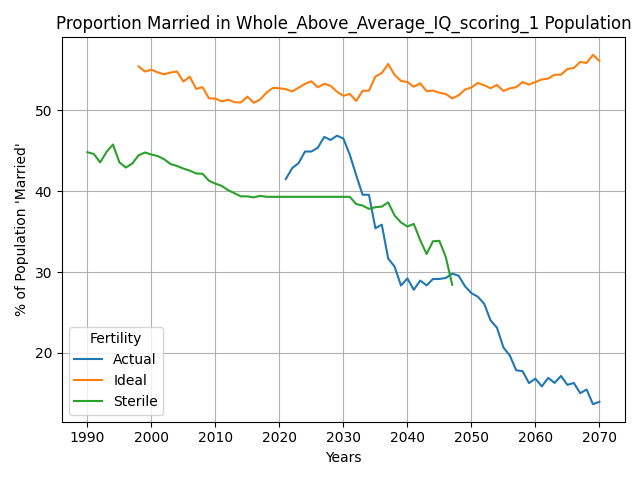 Proportion Married in Whole_Above_Average_IQ_scoring_1 Population
% of Population 'Married'
50
40
30
20
Fertility
Actual
Ideal
Sterile
1990 2000 2010 2020 2030 2040 2050 2060 2070
Years